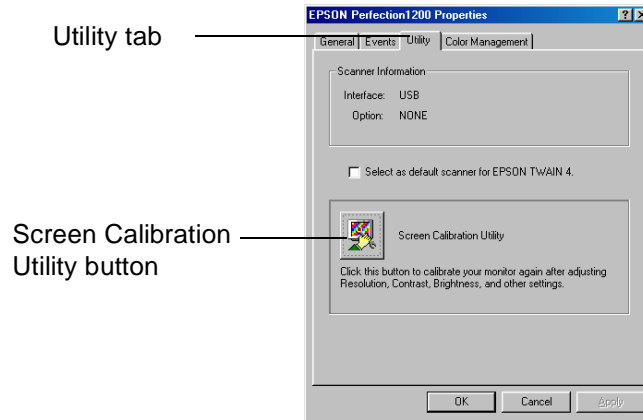 EPSON Perfection1200 Properties
Utility tab
General Events Utility Color Management
Scanner Information
Interface: USB
Option: NONE
Select as default scanner for EPSON TWAIN 4.
Screen Calibration
Utility button
Screen Calibration Utility
Click this button to calibrate your monitor again after adjusting
Resolution, Contrast, Brightness, and other settings.
OK Cancel Apply